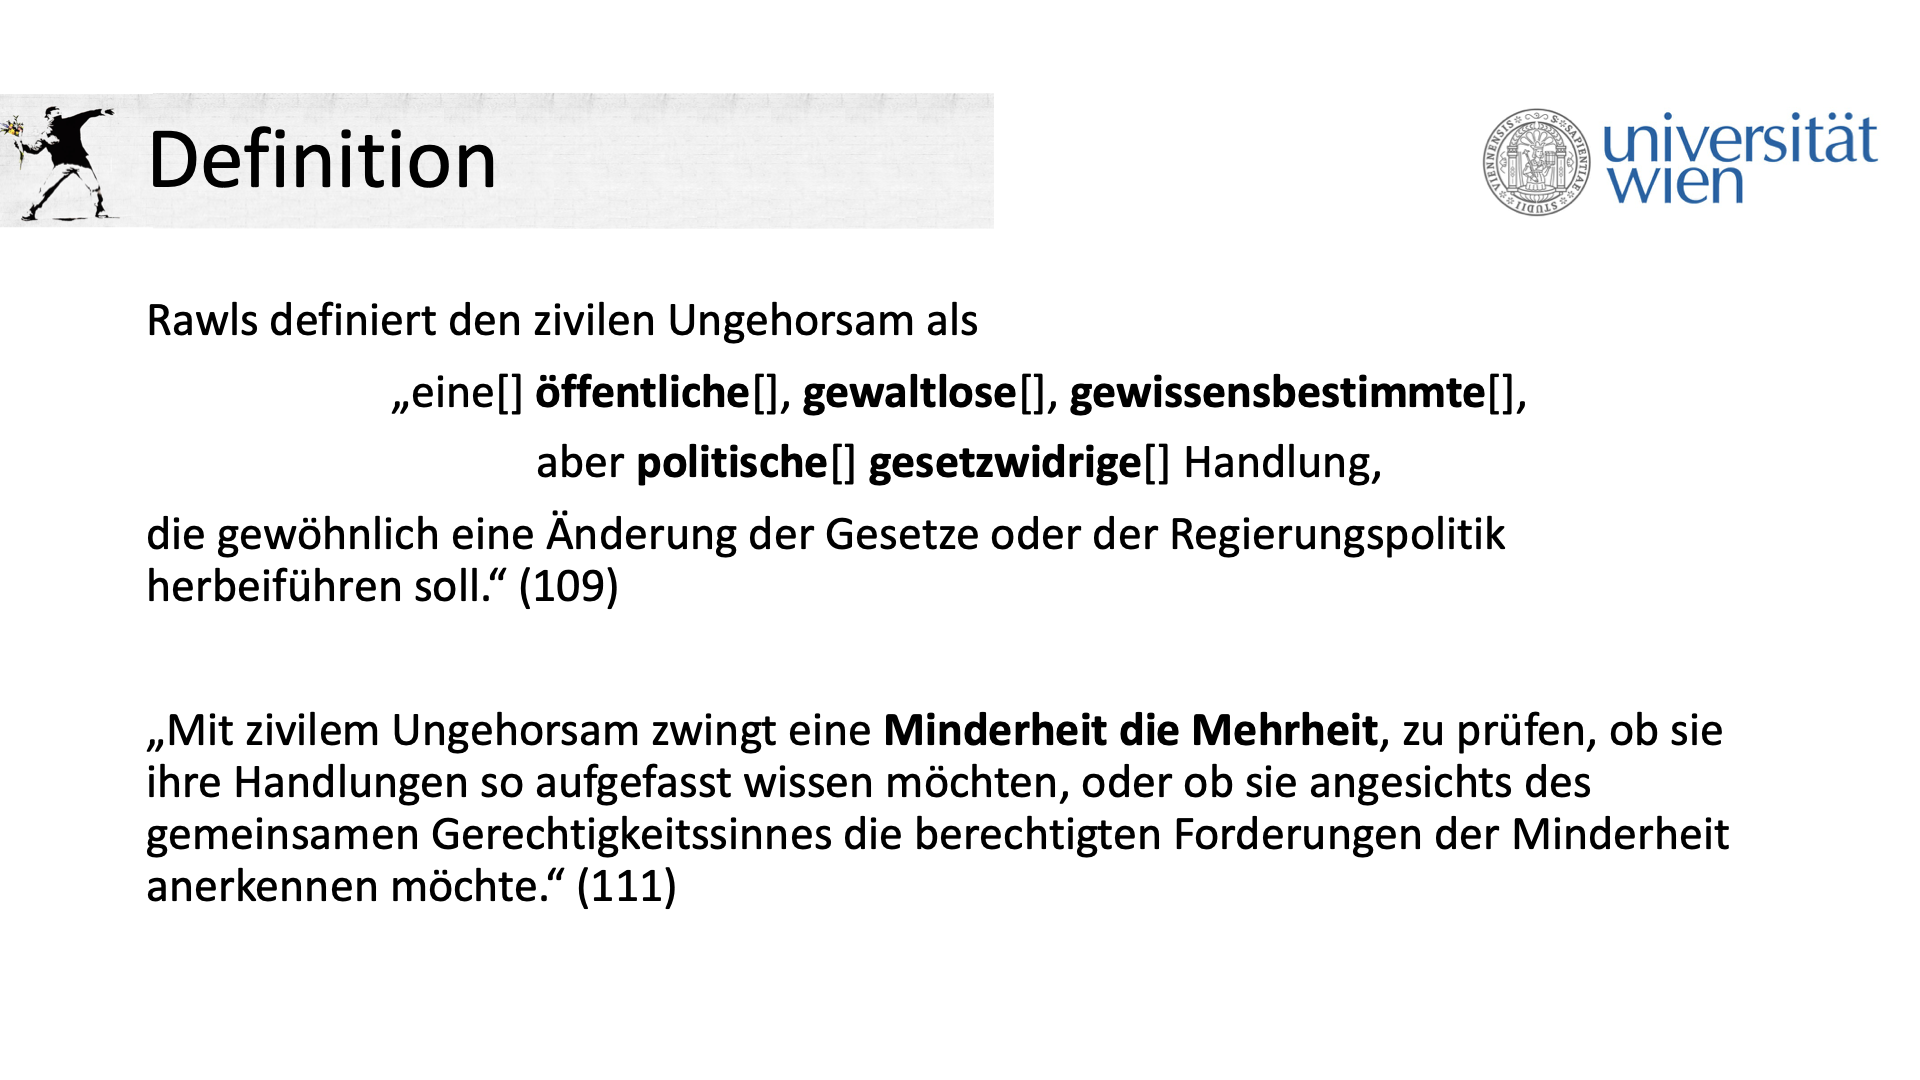 Definition
universität
wien
VIENNENSIS
SAPIENTIAE
STUDII
Rawls definiert den zivilen Ungehorsam als
„eine[] öffentliche[], gewaltlose[], gewissensbestimmte[],
aber politische[] gesetzwidrige[] Handlung,
die gewöhnlich eine Änderung der Gesetze oder der Regierungspolitik
herbeiführen soll.“ (109)
„Mit zivilem Ungehorsam zwingt eine Minderheit die Mehrheit, zu prüfen, ob sie
ihre Handlungen so aufgefasst wissen möchten, oder ob sie angesichts des
gemeinsamen Gerechtigkeitssinnes die berechtigten Forderungen der Minderheit
anerkennen möchte.“ (111)